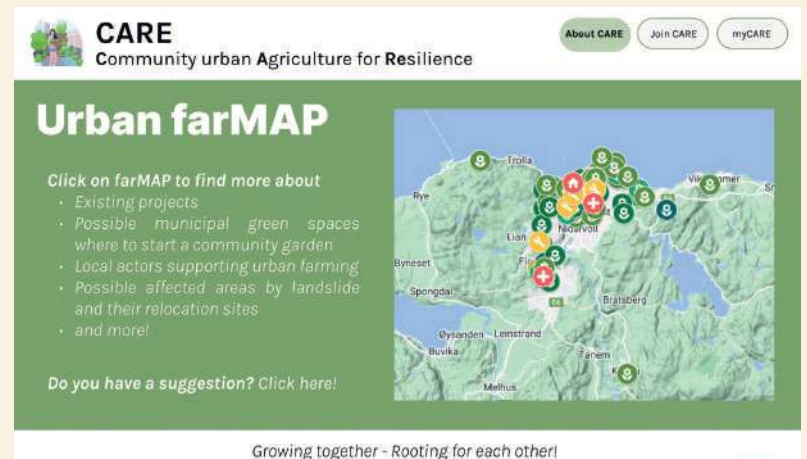 CARE
Community urban Agriculture for Resilience
About CARE
Join CARE
myCARE
Urban farMAP
Click on farMAP to find more about
• Existing projects
• Possible municipal green spaces
where to start a community garden
• Local actors supporting urban farming
• Possible affected areas by landslide
and their relocation sites
• and more!
Do you have a suggestion? Click here!
Trolla
Rye
Nidarvoll
Lian
Byneset
Spongdal
E6
Bratsberg
Øysanden
Leinstrand
Buvika
Tanem
Melhus
Growing together - Rooting for each other!